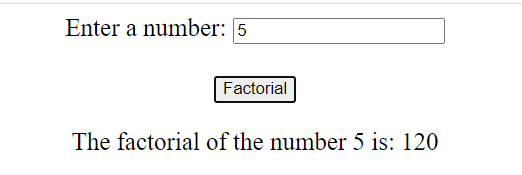 Enter a number: 5
Factorial
The factorial of the number 5 is: 120